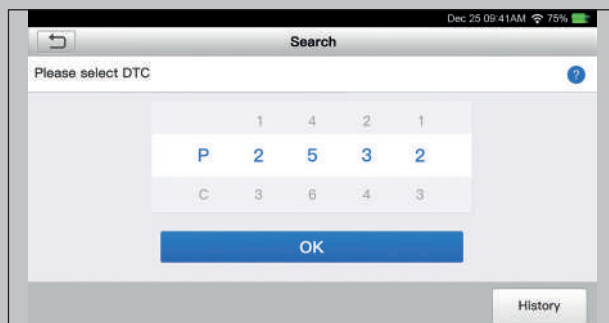 Dec 25 09:41AM 75%
Search
Please select DTC
?
1 4 2 1
P 2 5 3 2
C 3 6 4 3
OK
History